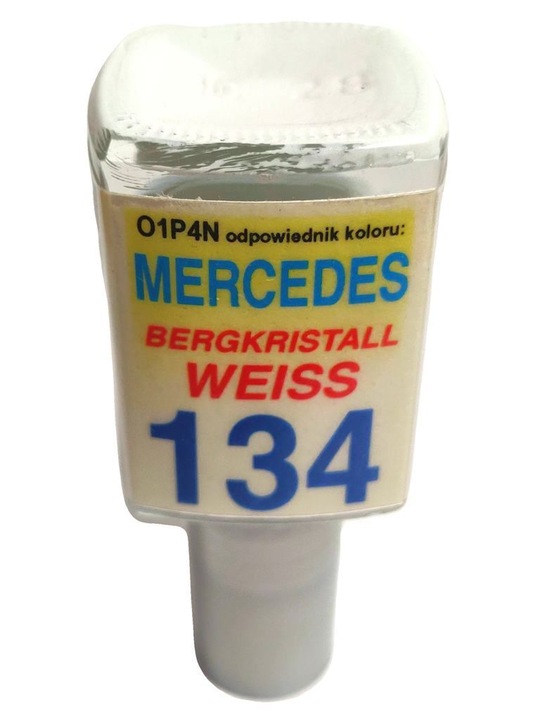 O1P4N odpowiednik koloru:
MERCEDES
BERGKRISTALL
WEISS
134